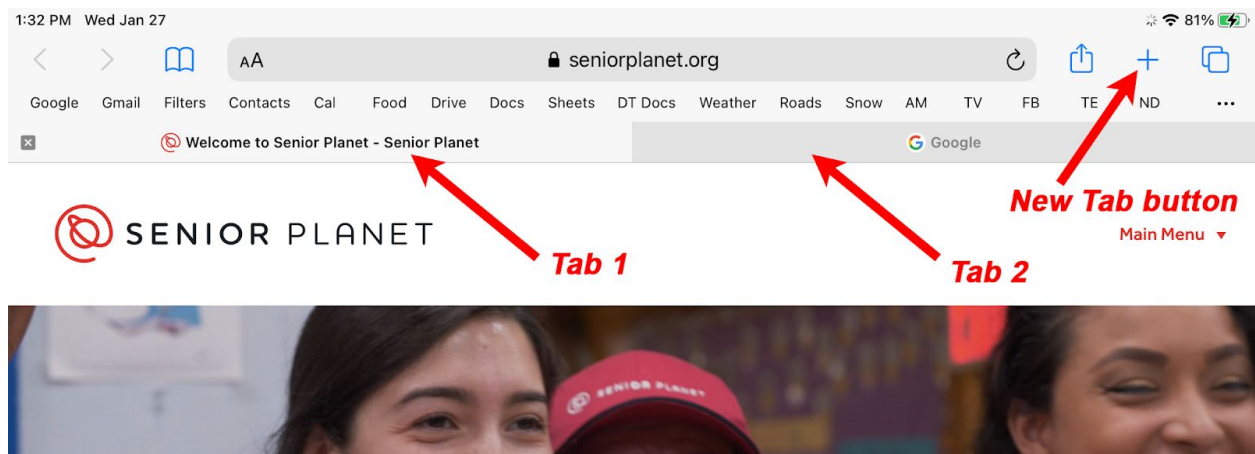 1:32 PM Wed Jan 27 81%
AA seniorplanet.org
Google Gmail Filters Contacts Cal Food Drive Docs Sheets DT Docs Weather Roads Snow AM TV FB TE ND ...
Welcome to Senior Planet - Senior Planet G Google
New Tab button
SENIOR PLANET
Main Menu
Tab 1
Tab 2
SENIOR PLANET